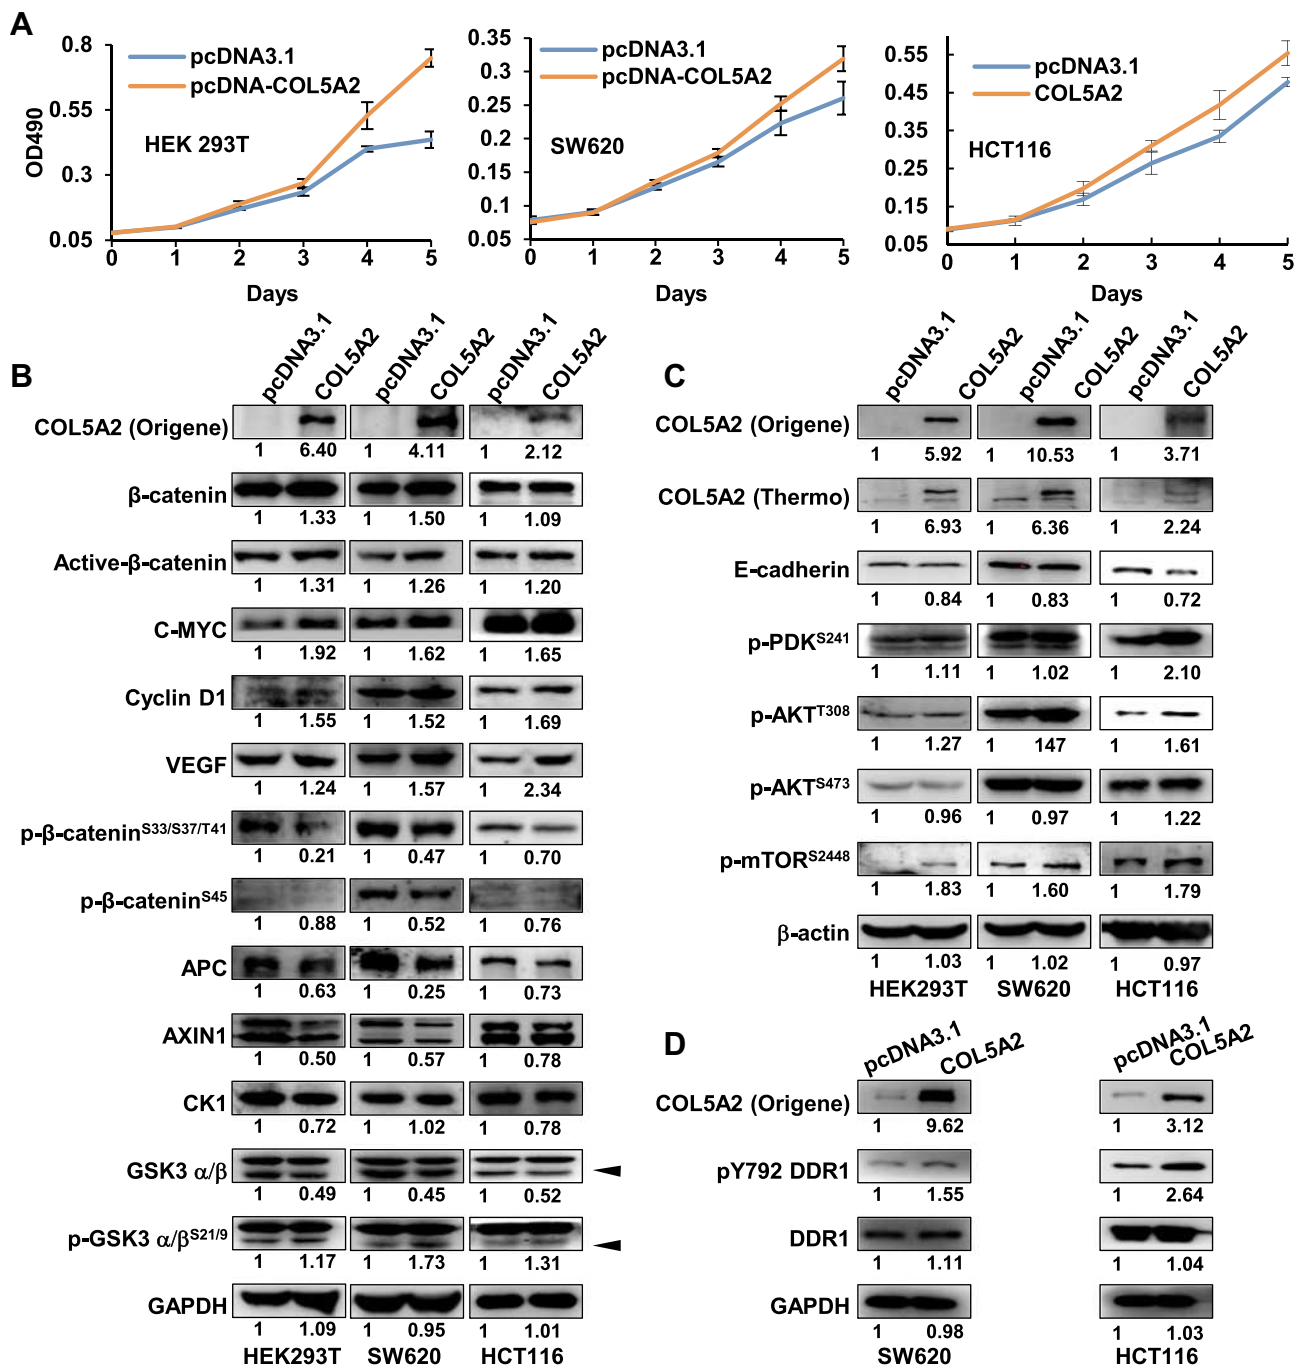 A
0.8
0.55
0.3
0.05
OD490
pcDNA3.1
pcDNA-COL5A2
HEK 293T
0 1 2 3 4 5
Days
0.35
0.3
0.25
0.2
0.15
0.1
0.05
pcDNA3.1
pcDNA-COL5A2
SW620
0 1 2 3 4 5
Days
0.55
0.45
0.35
0.25
0.15
0.05
pcDNA3.1
COL5A2
HCT116
0 1 2 3 4 5
Days
B
pcDNA3.1 COL5A2 pcDNA3.1 COL5A2 pcDNA3.1 COL5A2
COL5A2 (Origene)
1 6.40 1 4.11 1 2.12
β-catenin
1 1.33 1 1.50 1 1.09
Active-β-catenin
1 1.31 1 1.26 1 1.20
C-MYC
1 1.92 1 1.62 1 1.65
Cyclin D1
1 1.55 1 1.52 1 1.69
VEGF
1 1.24 1 1.57 1 2.34
p-β-catenin S33/S37/T41
1 0.21 1 0.47 1 0.70
p-β-catenin S45
1 0.88 1 0.52 1 0.76
APC
1 0.63 1 0.25 1 0.73
AXIN1
1 0.50 1 0.57 1 0.78
CK1
1 0.72 1 1.02 1 0.78
GSK3 α/β
1 0.49 1 0.45 1 0.52
p-GSK3 α/β S21/9
1 1.17 1 1.73 1 1.31
GAPDH
1 1.09 1 0.95 1 1.01
HEK293T SW620 HCT116
C
pcDNA3.1 COL5A2 pcDNA3.1 COL5A2 pcDNA3.1 COL5A2
COL5A2 (Origene)
1 5.92 1 10.53 1 3.71
COL5A2 (Thermo)
1 6.93 1 6.36 1 2.24
E-cadherin
1 0.84 1 0.83 1 0.72
p-PDK S241
1 1.11 1 1.02 1 2.10
p-AKT T308
1 1.27 1 147 1 1.61
p-AKT S473
1 0.96 1 0.97 1 1.22
p-mTOR S2448
1 1.83 1 1.60 1 1.79
β-actin
1 1.03 1 1.02 1 0.97
HEK293T SW620 HCT116
D
pcDNA3.1 COL5A2 pcDNA3.1 COL5A2
COL5A2 (Origene)
1 9.62 1 3.12
pY792 DDR1
1 1.55 1 2.64
DDR1
1 1.11 1 1.04
GAPDH
1 0.98 1 1.03
SW620 HCT116